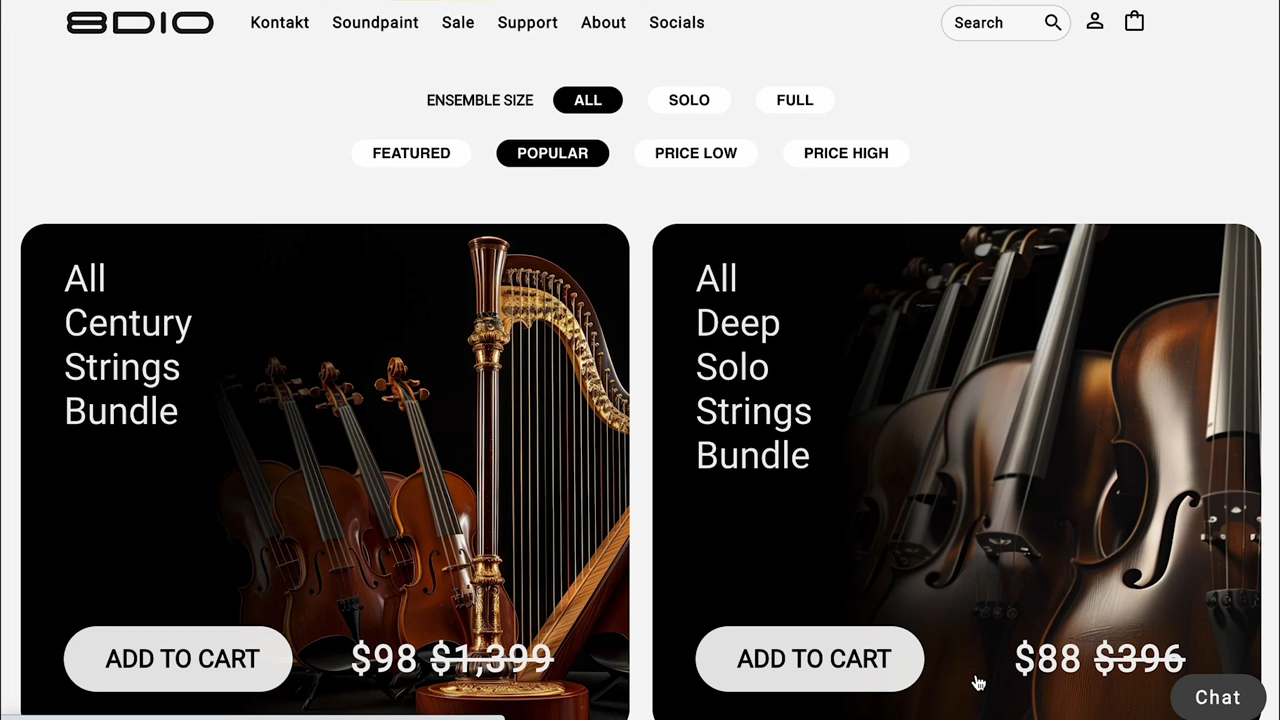 8DIO Kontakt Soundpaint Sale Support About Socials Search
ENSEMBLE SIZE ALL SOLO FULL
FEATURED POPULAR PRICE LOW PRICE HIGH
All
Century
Strings
Bundle
ADD TO CART $98 $1,399
All
Deep
Solo
Strings
Bundle
ADD TO CART $88 $396
Chat